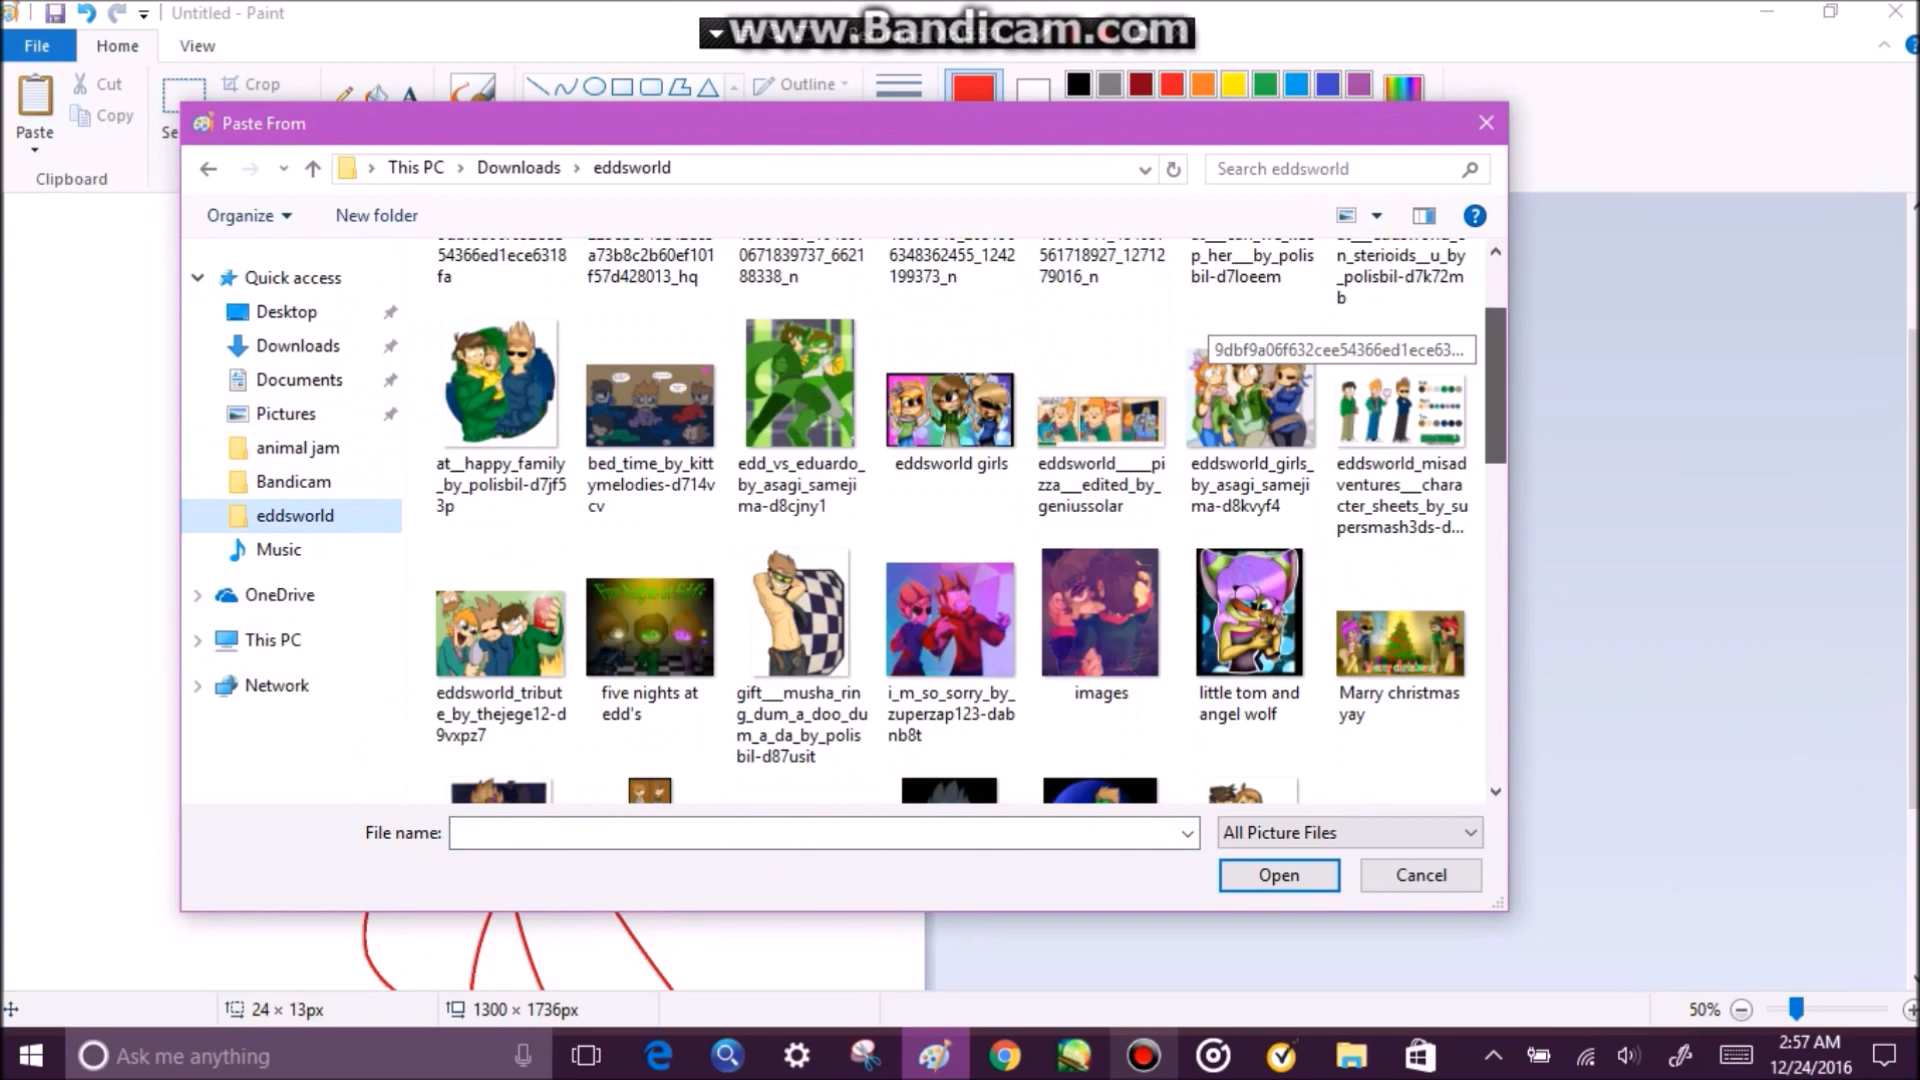 Untitled - Paint
www.Bandicam.com
File
Home
View
Cut
Crop
Outline
Copy
Paste
Se
Clipboard
Paste From
This PC
Downloads
eddsworld
Search eddsworld
Organize
New folder
54366ed1ece6318
fa
a73b8c2b60ef101
f57d428013_hq
0671839737_6621
88338_n
6348362455_1242
199373_n
561718927_12712
79016_n
p_her___by_polis
bil-d7loeem
n_sterioids__u_by
_polisbil-d7k72m
b
Quick access
Desktop
Downloads
Documents
Pictures
animal jam
Bandicam
eddsworld
Music
OneDrive
This PC
Network
9dbf9a06f632cee54366ed1ece63...
at__happy_family
_by_polisbil-d7jf5
3p
bed_time_by_kitt
ymelodies-d714v
cv
edd_vs_eduardo_
by_asagi_sameji
ma-d8cjny1
eddsworld girls
eddsworld____pi
zza___edited_by_
geniussolar
eddsworld_girls_
by_asagi_sameji
ma-d8kvyf4
eddsworld_misad
ventures___chara
cter_sheets_by_su
persmash3ds-d...
eddsworld_tribut
e_by_thejege12-d
9vxpz7
five nights at
edd's
gift___musha_rin
g_dum_a_doo_du
m_a_da_by_polis
bil-d87usit
i_m_so_sorry_by_
zuperzap123-dab
nb8t
images
little tom and
angel wolf
Marry christmas
yay
File name:
All Picture Files
Open
Cancel
24 × 13px
1300 × 1736px
50%
Ask me anything
2:57 AM
12/24/2016